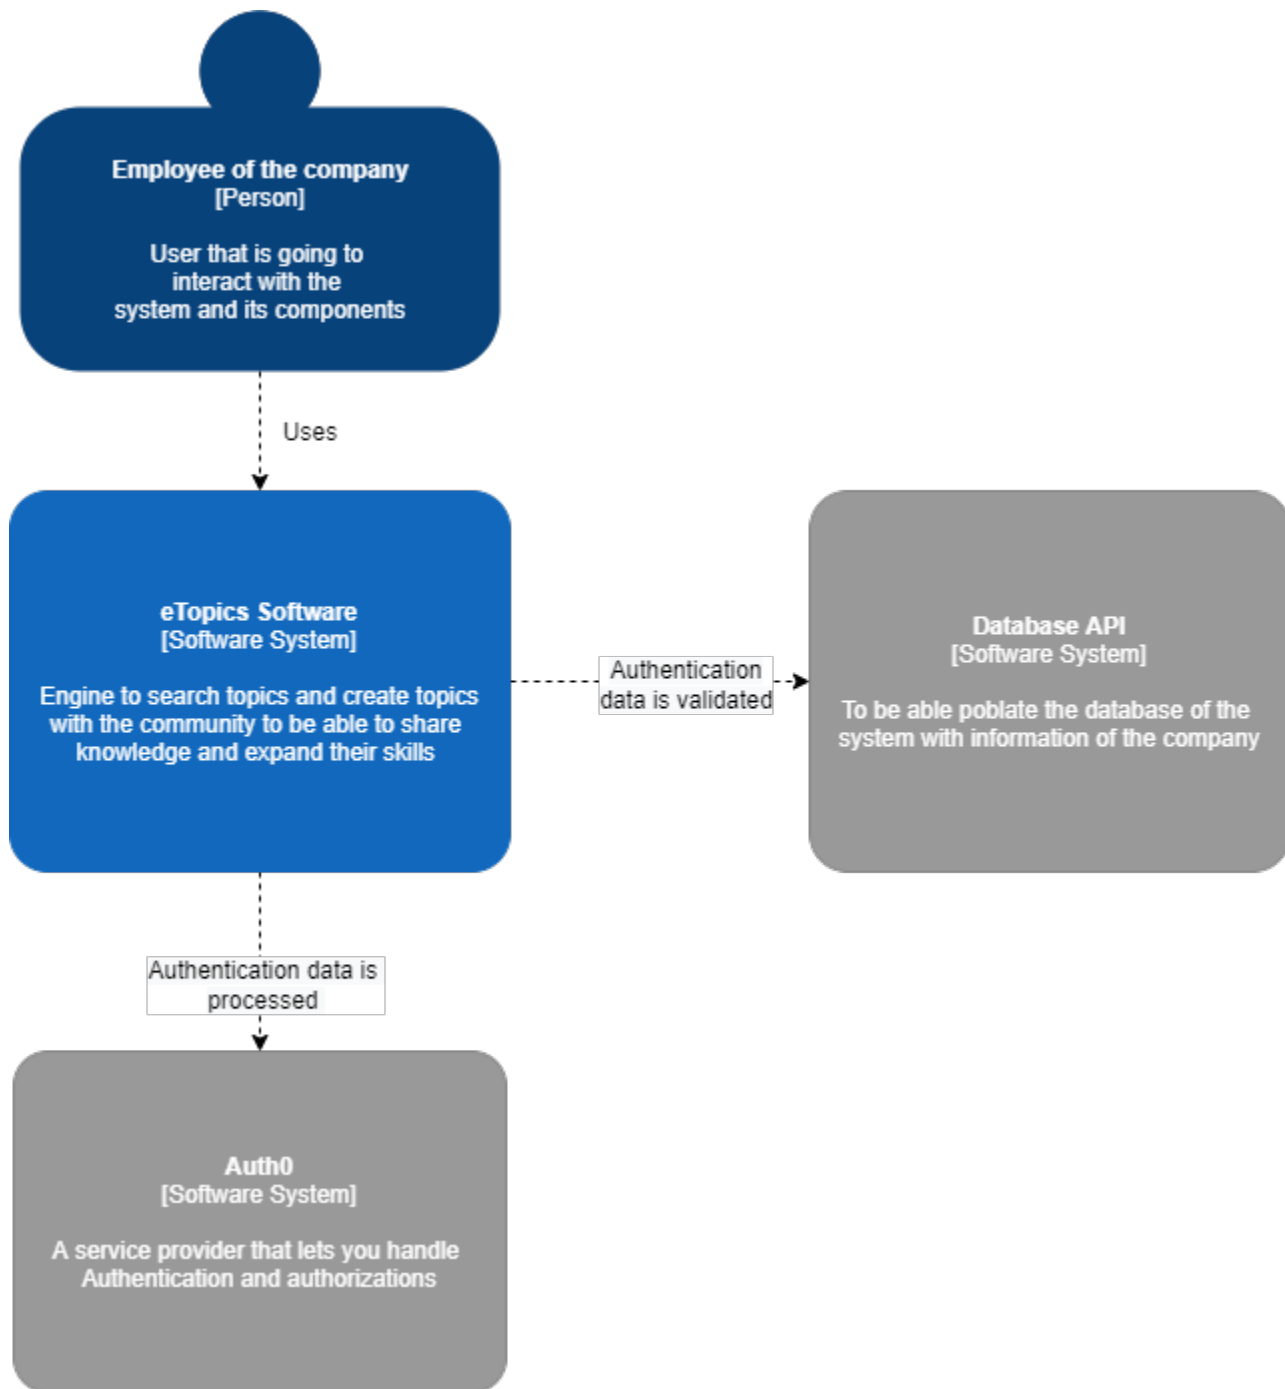 Employee of the company
[Person]
User that is going to
interact with the
system and its components
Uses
eTopics Software
[Software System]
Engine to search topics and create topics
with the community to be able to share
knowledge and expand their skills
Authentication
data is validated
Database API
[Software System]
To be able poblate the database of the
system with information of the company
Authentication data is
processed
Auth0
[Software System]
A service provider that lets you handle
Authentication and authorizations